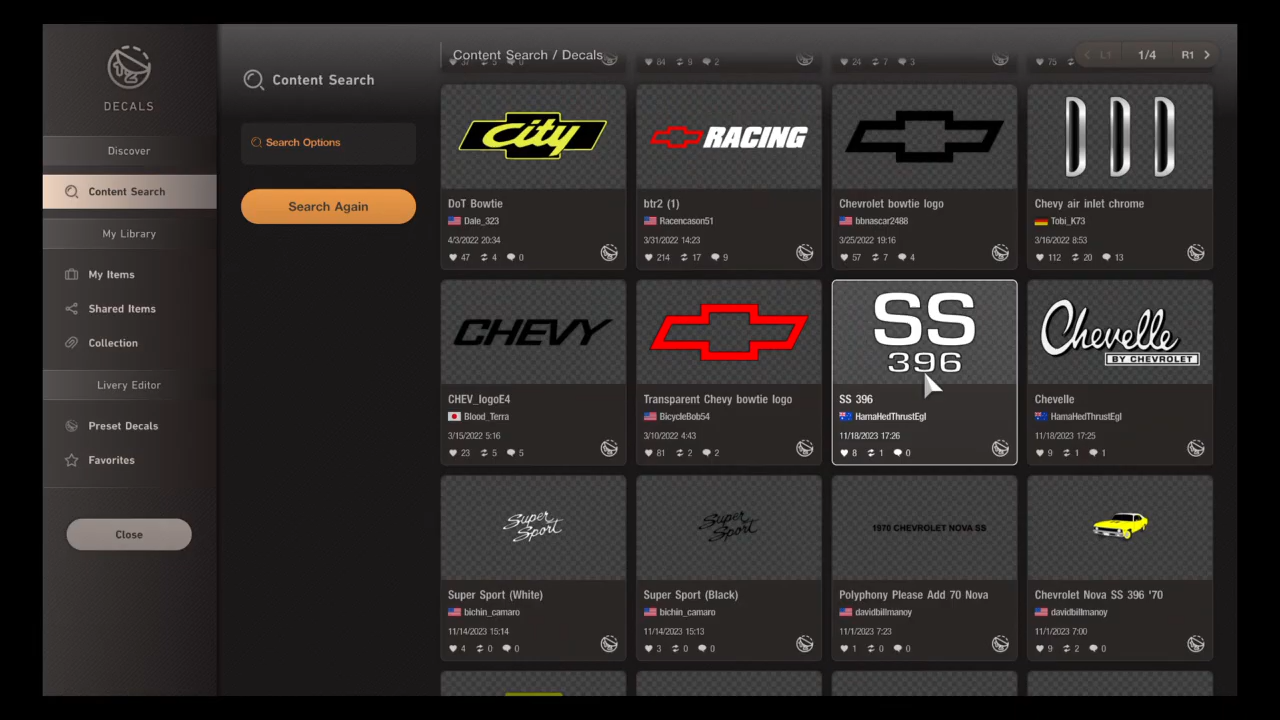 DECALS
Discover
Content Search
My Library
My Items
Shared Items
Collection
Livery Editor
Preset Decals
Favorites
Close
Content Search
Search Options
Search Again
Content Search / Decals
L1 1/4 R1
64 9 2
24 7 3
75
City
RACING
DoT Bowtie
Dale_323
4/3/2022 20:34
47 4 0
btr2 (1)
Racencason51
3/31/2022 14:23
214 17 9
Chevrolet bowtie logo
bbnascar2488
3/25/2022 19:16
57 7 4
Chevy air inlet chrome
Tobi_K73
3/16/2022 8:53
112 20 13
CHEVY
SS
396
Chevelle
BY CHEVROLET
CHEV_logoE4
Blood_Terra
3/15/2022 5:16
23 5 5
Transparent Chevy bowtie logo
BicycleBob54
3/10/2022 4:43
81 2 2
SS 396
HamaHedThrustEgl
11/18/2023 17:26
8 1 0
Chevelle
HamaHedThrustEgl
11/18/2023 17:25
9 1 1
Super
Sport
Super
Sport
1970 CHEVROLET NOVA SS
Super Sport (White)
bichin_camaro
11/14/2023 15:14
4 0 0
Super Sport (Black)
bichin_camaro
11/14/2023 15:13
3 0 0
Polyphony Please Add 70 Nova
davidbillmanoy
11/1/2023 7:23
1 0 0
Chevrolet Nova SS 396 '70
davidbillmanoy
11/1/2023 7:00
9 2 0